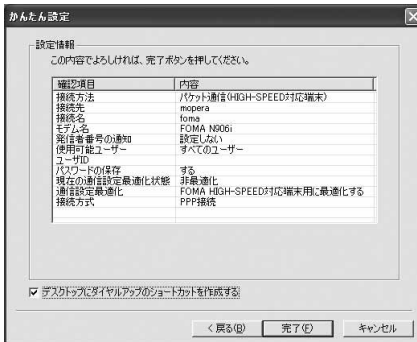 かんたん設定
設定情報
この内容でよろしければ、完了ボタンを押してください。
確認項目 内容
接続方法 パケット通信(HIGH-SPEED対応端末)
接続先 mopera
接続名 foma
モデム名 FOMA N906i
発信者番号の通知 設定しない
使用可能ユーザー すべてのユーザー
ユーザID
パスワードの保存 する
現在の通信設定最適化状態 非最適化
通信設定最適化 FOMA HIGH-SPEED対応端末用に最適化する
接続方式 PPP接続
デスクトップにダイヤルアップのショートカットを作成する
< 戻る(B) 完了(F) キャンセル